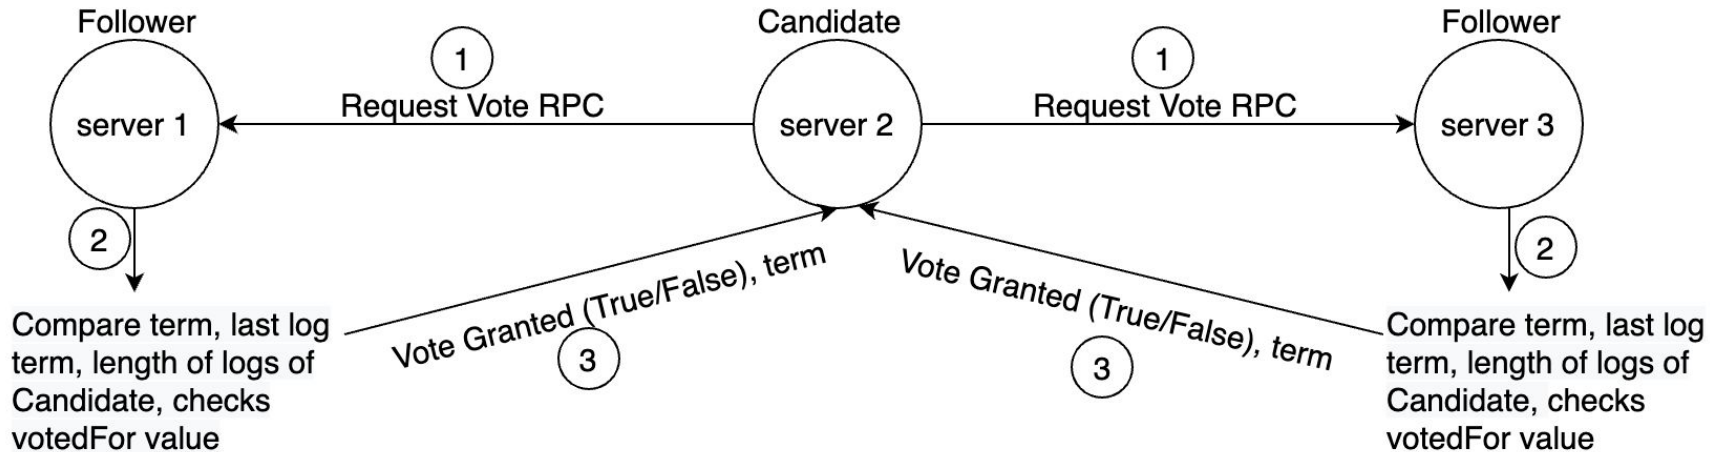 Follower
Candidate
Follower
1
1
Request Vote RPC
Request Vote RPC
server 1
server 2
server 3
2
2
Vote Granted (True/False), term
Vote Granted (True/False), term
3
3
Compare term, last log
term, length of logs of
Candidate, checks
votedFor value
Compare term, last log
term, length of logs of
Candidate, checks
votedFor value